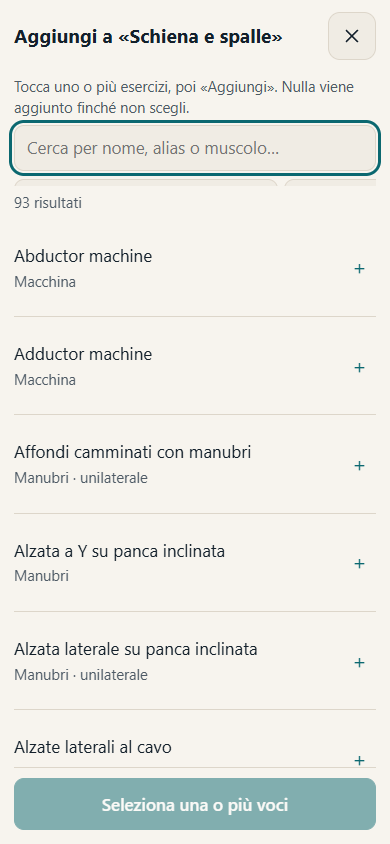 Aggiungi a «Schiena e spalle»
Tocca uno o più esercizi, poi «Aggiungi». Nulla viene
aggiunto finché non scegli.
Cerca per nome, alias o muscolo...
93 risultati
Abductor machine
Macchina
+
Adductor machine
Macchina
+
Affondi camminati con manubri
Manubri · unilaterale
+
Alzata a Y su panca inclinata
Manubri
+
Alzata laterale su panca inclinata
Manubri · unilaterale
+
Alzate laterali al cavo
+
Seleziona una o più voci